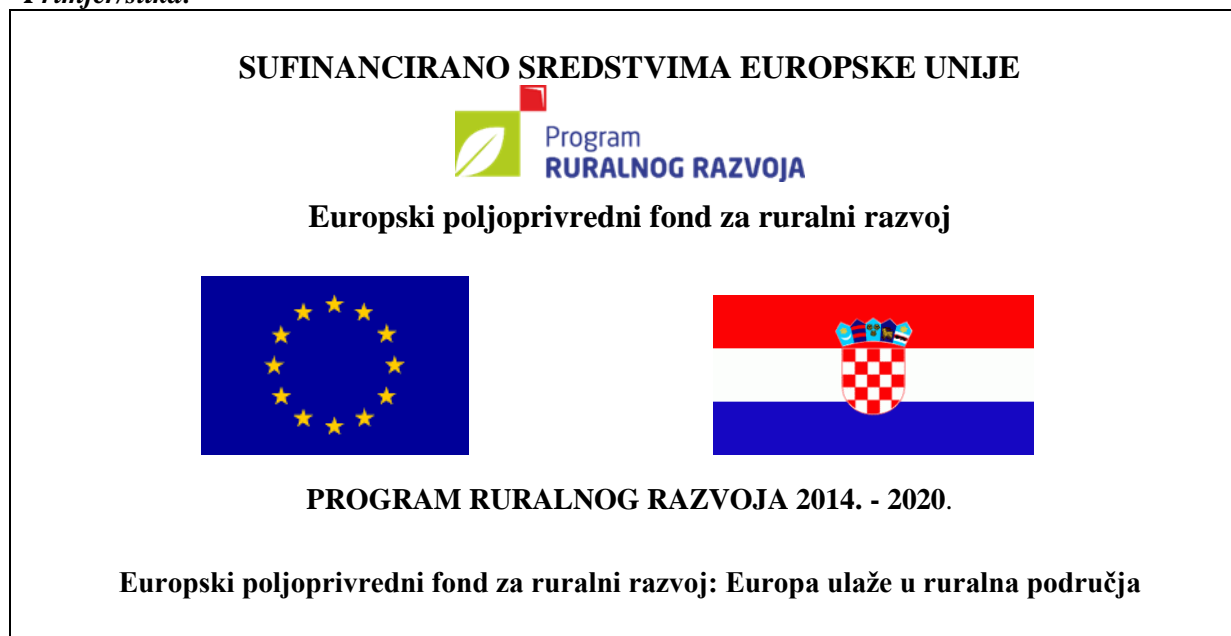 SUFINANCIRANO SREDSTVIMA EUROPSKE UNIJE
Program
RURALNOG RAZVOJA
Europski poljoprivredni fond za ruralni razvoj
PROGRAM RURALNOG RAZVOJA 2014. - 2020.
Europski poljoprivredni fond za ruralni razvoj: Europa ulaže u ruralna područja